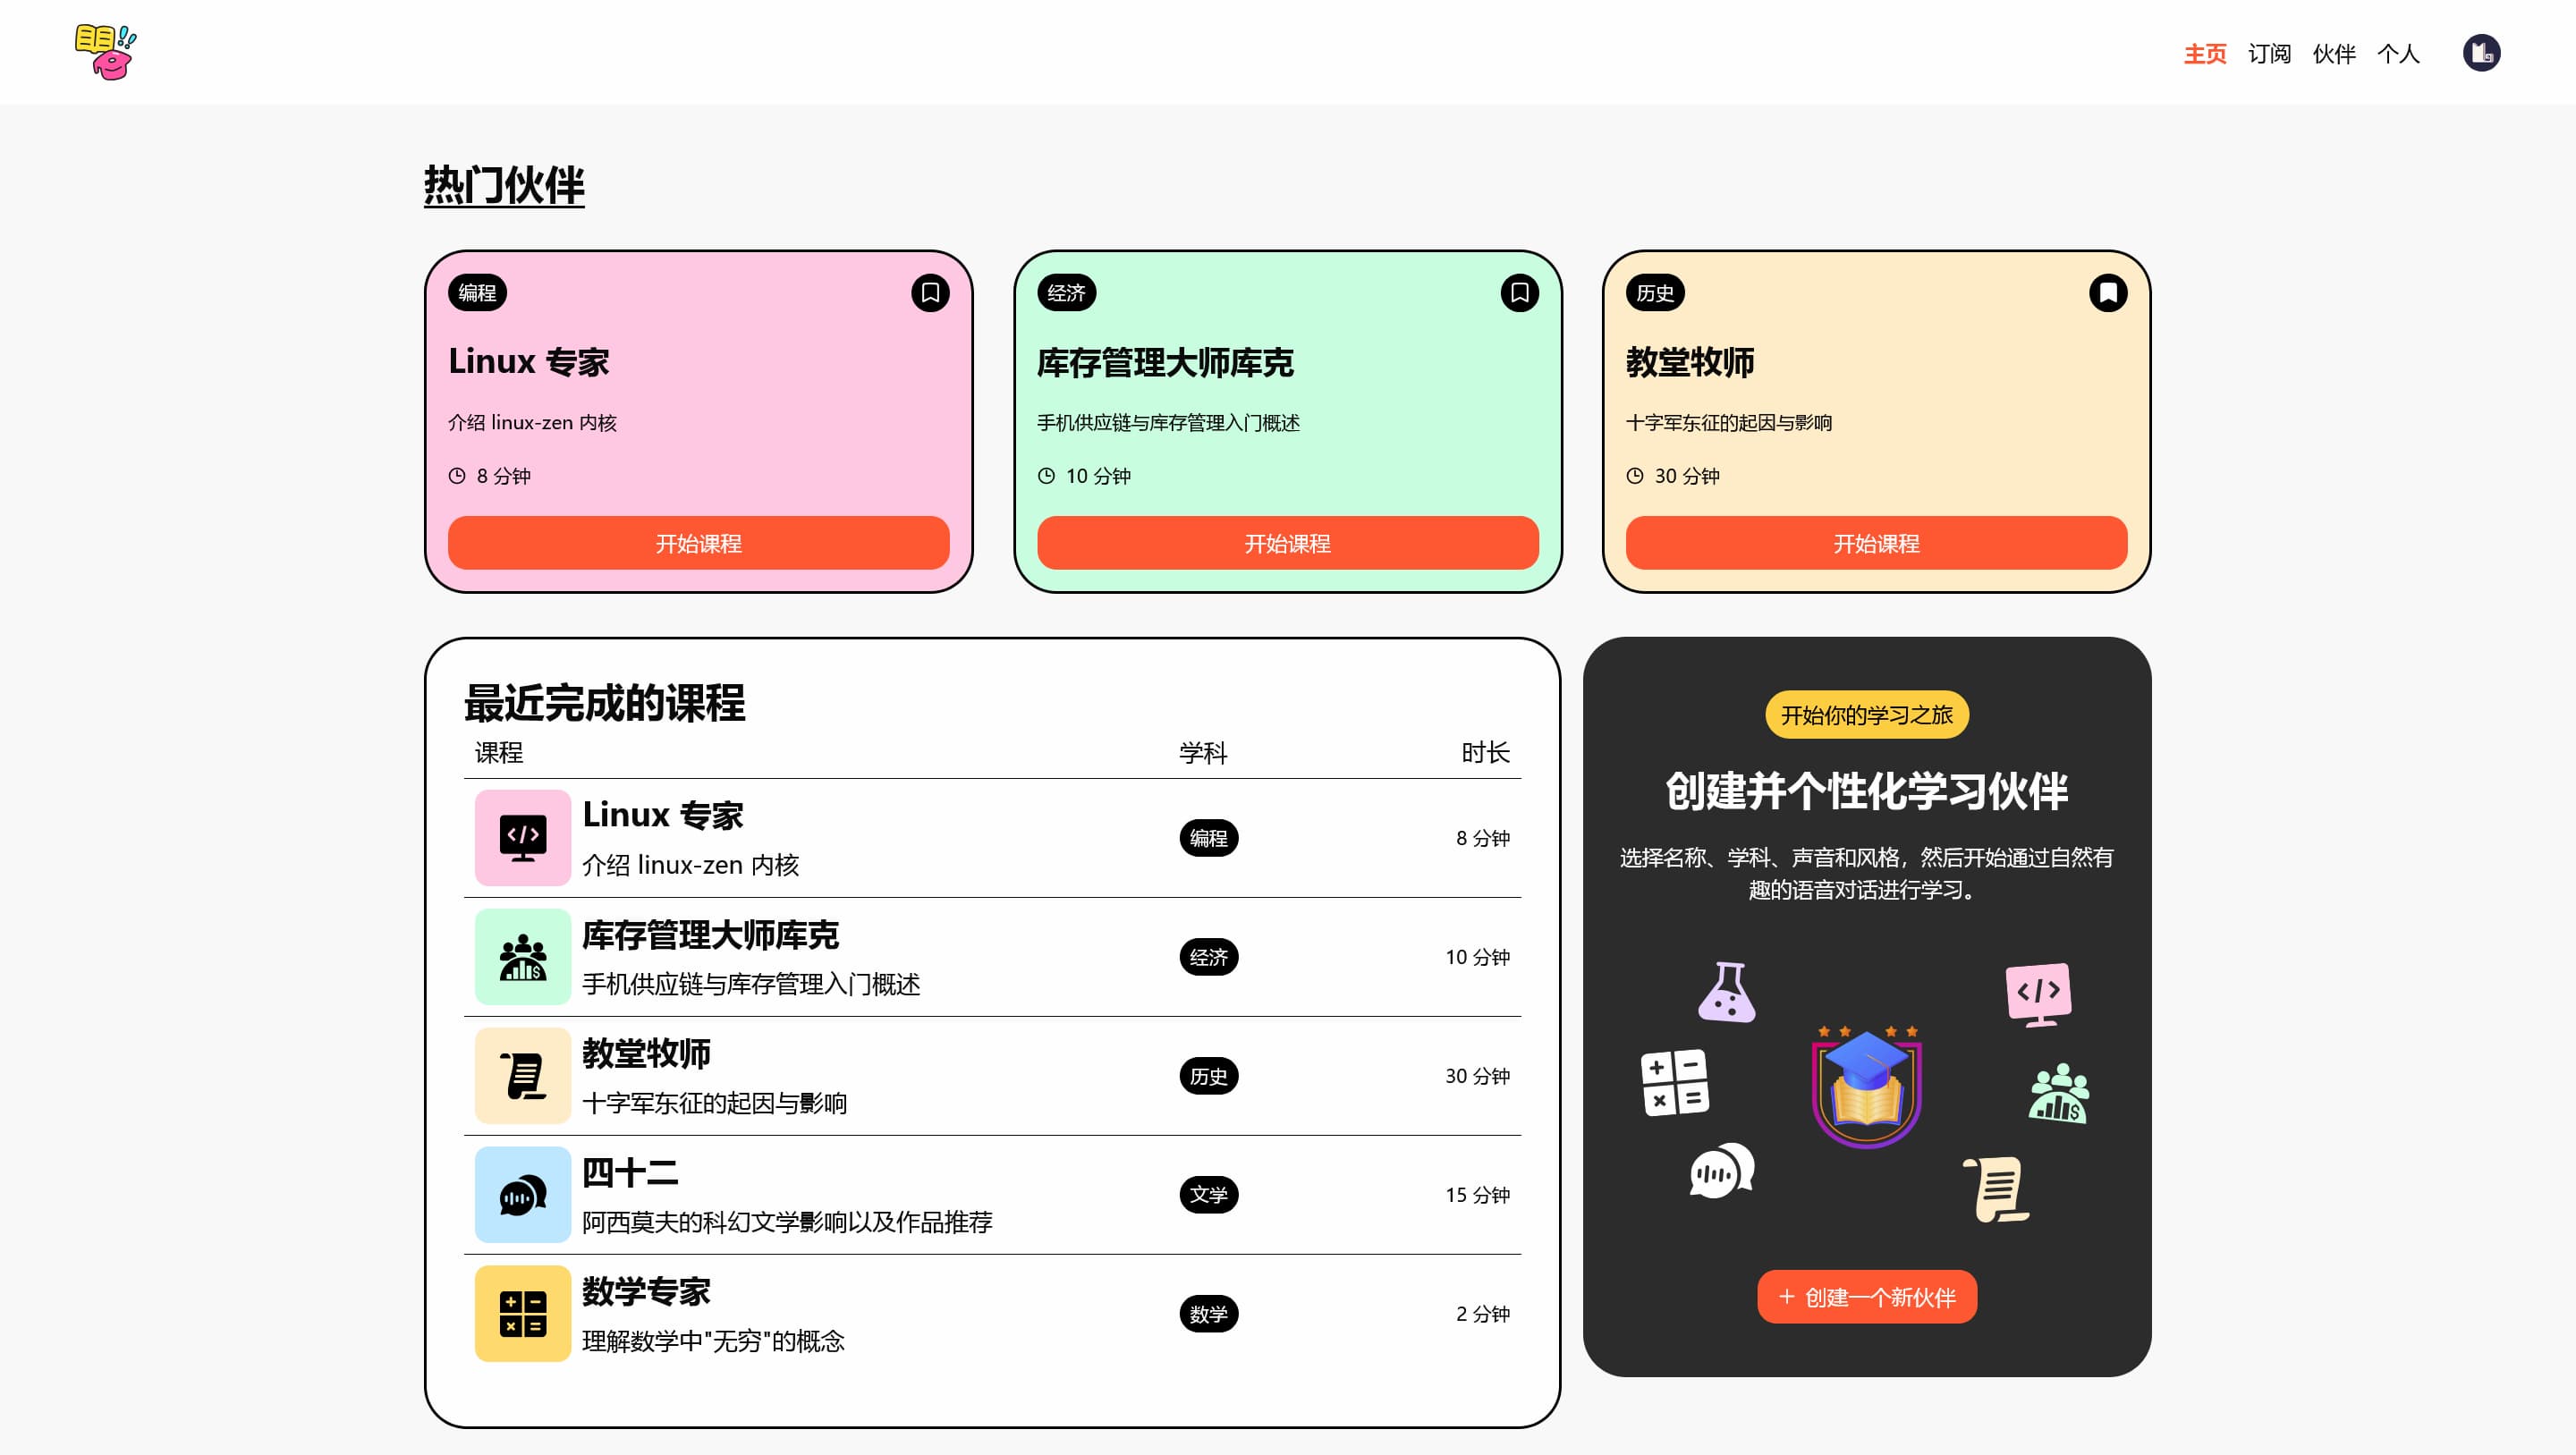 主页 订阅 伙伴 个人
热门伙伴
编程
Linux 专家
介绍 linux-zen 内核
8 分钟
开始课程
经济
库存管理大师库克
手机供应链与库存管理入门概述
10 分钟
开始课程
历史
教堂牧师
十字军东征的起因与影响
30 分钟
开始课程
最近完成的课程
课程 学科 时长
Linux 专家
介绍 linux-zen 内核
编程
8 分钟
库存管理大师库克
手机供应链与库存管理入门概述
经济
10 分钟
教堂牧师
十字军东征的起因与影响
历史
30 分钟
四十二
阿西莫夫的科幻文学影响以及作品推荐
文学
15 分钟
数学专家
理解数学中"无穷"的概念
数学
2 分钟
开始你的学习之旅
创建并个性化学习伙伴
选择名称、学科、声音和风格，然后开始通过自然有
趣的语音对话进行学习。
创建一个新伙伴